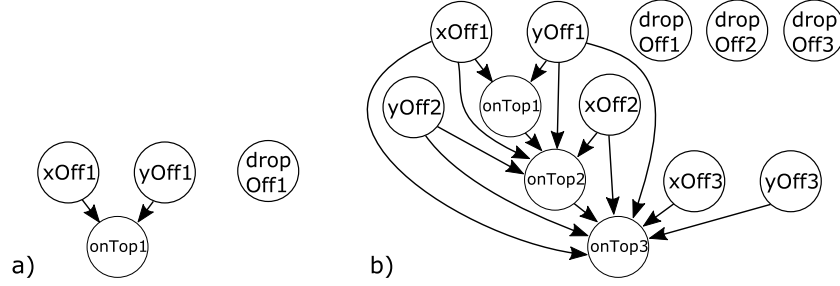 xOff1
yOff1
drop
Off1
onTop1
a)
xOff1
yOff1
drop
Off1
drop
Off2
drop
Off3
yOff2
onTop1
xOff2
onTop2
xOff3
yOff3
onTop3
b)